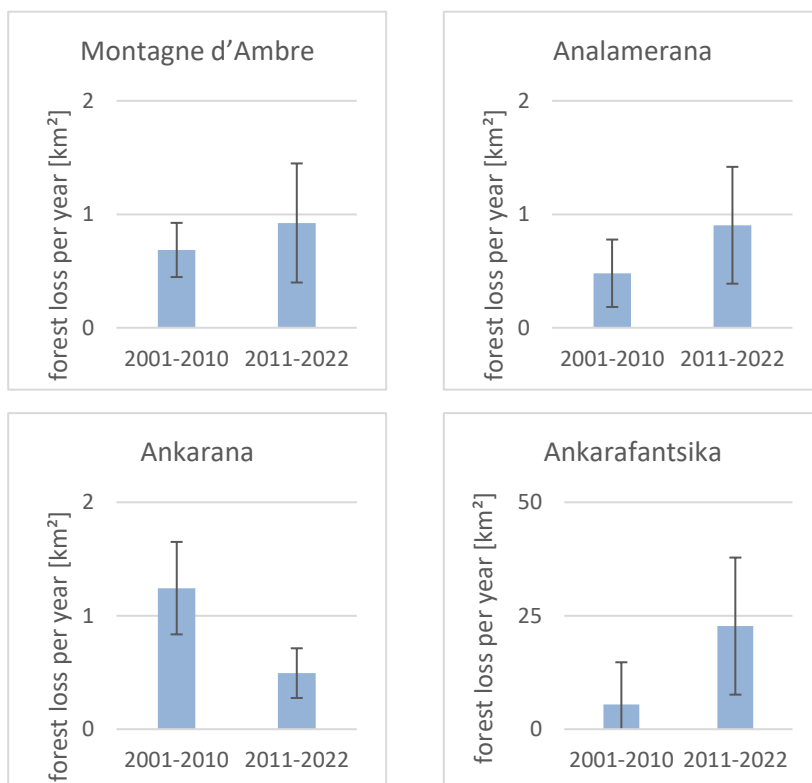 Montagne d’Ambre
forest loss per year [km²]
2
1
0
2001-2010 2011-2022
Analamerana
forest loss per year [km²]
2
1
0
2001-2010 2011-2022
Ankarana
forest loss per year [km²]
2
1
0
2001-2010 2011-2022
Ankarafantsika
forest loss per year [km²]
50
25
0
2001-2010 2011-2022